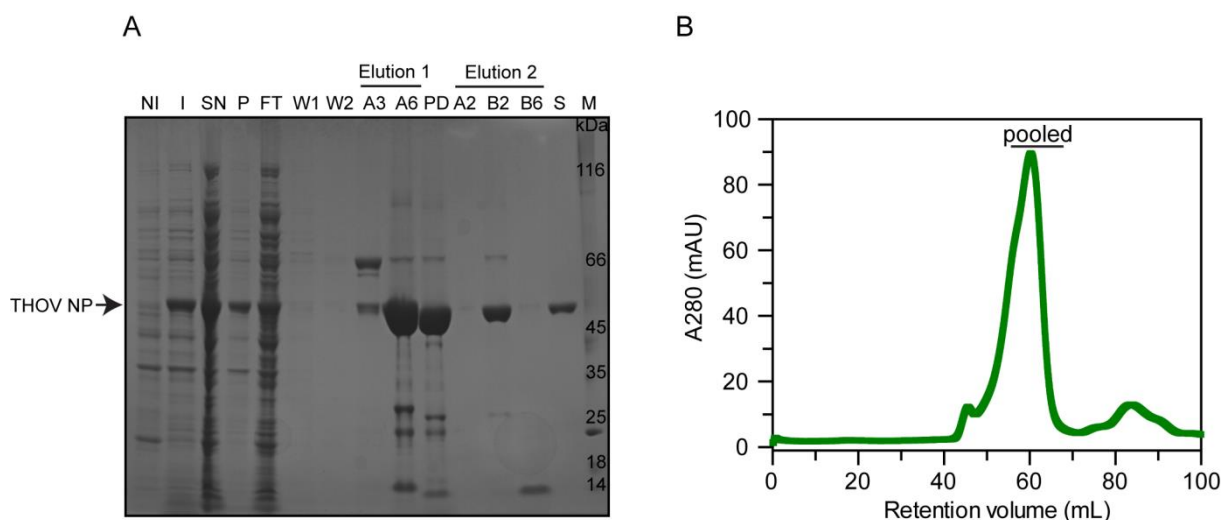 A
Elution 1 Elution 2
NI I SN P FT W1 W2 A3 A6 PD A2 B2 B6 S M
kDa
116
66
THOV NP
45
35
25
18
14
B
pooled
100
80
60
40
20
0
A280 (mAU)
0 20 40 60 80 100
Retention volume (mL)